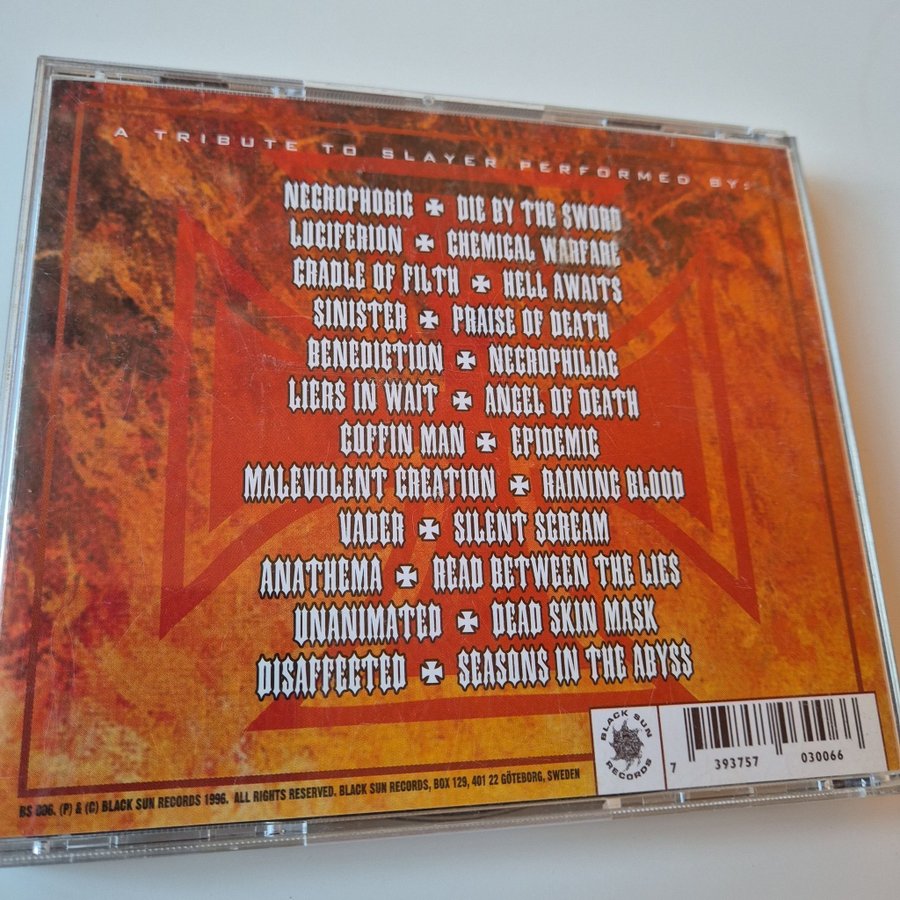 A TRIBUTE TO SLAYER PERFORMED BY:
NECROPHOBIC ✠ DIE BY THE SWORD
LUCIFERION ✠ CHEMICAL WARFARE
CRADLE OF FILTH ✠ HELL AWAITS
SINISTER ✠ PRAISE OF DEATH
BENEDICTION ✠ NECROPHILIAC
LIERS IN WAIT ✠ ANGEL OF DEATH
COFFIN MAN ✠ EPIDEMIC
MALEVOLENT CREATION ✠ RAINING BLOOD
VADER ✠ SILENT SCREAM
ANATHEMA ✠ READ BETWEEN THE LIES
UNANIMATED ✠ DEAD SKIN MASK
DISAFFECTED ✠ SEASONS IN THE ABYSS
BLACK SUN RECORDS
7 393757 030066
BS 006. (P) & (C) BLACK SUN RECORDS 1996. ALL RIGHTS RESERVED. BLACK SUN RECORDS, BOX 129, 401 22 GÖTEBORG, SWEDEN